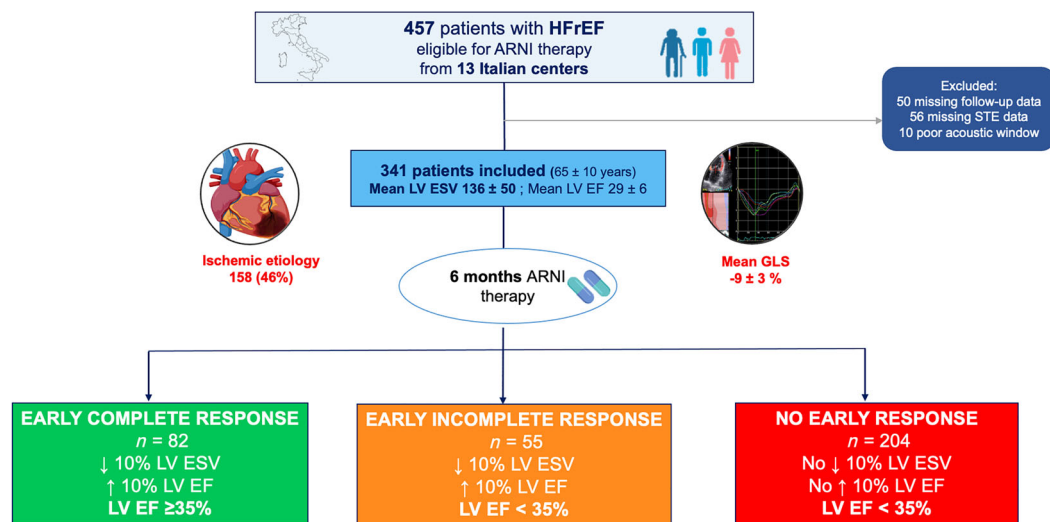 457 patients with HFrEF
eligible for ARNI therapy
from 13 Italian centers
Excluded:
50 missing follow-up data
56 missing STE data
10 poor acoustic window
341 patients included (65 ± 10 years)
Mean LV ESV 136 ± 50 ; Mean LV EF 29 ± 6
Ischemic etiology
158 (46%)
Mean GLS
-9 ± 3 %
6 months ARNI
therapy
EARLY COMPLETE RESPONSE
n = 82
↓ 10% LV ESV
↑ 10% LV EF
LV EF ≥35%
EARLY INCOMPLETE RESPONSE
n = 55
↓ 10% LV ESV
↑ 10% LV EF
LV EF < 35%
NO EARLY RESPONSE
n = 204
No ↓ 10% LV ESV
No ↑ 10% LV EF
LV EF < 35%